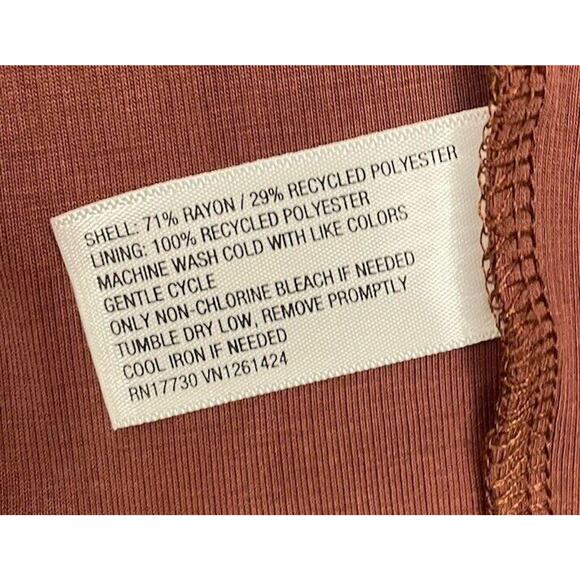 SHELL: 71% RAYON / 29% RECYCLED POLYESTER
LINING: 100% RECYCLED POLYESTER
MACHINE WASH COLD WITH LIKE COLORS
GENTLE CYCLE
ONLY NON-CHLORINE BLEACH IF NEEDED
TUMBLE DRY LOW, REMOVE PROMPTLY
COOL IRON IF NEEDED
RN17730 VN1261424